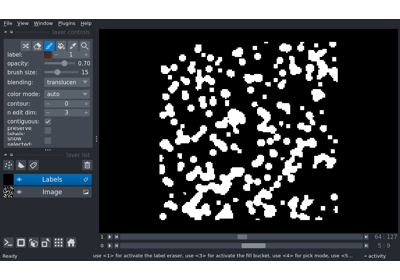 File View Window Plugins Help
layer controls
label: 1
opacity: 0.70
brush size: 15
blending: translucen
color mode: auto
contour: 0
n edit dim: 3
contiguous:
preserve
labels:
show
selected:
layer list
Labels
Image
1 64 127
0 5 9
Ready use <1> for activate the label eraser, use <3> for activate the fill bucket, use <4> for pick mode, use <5... activity